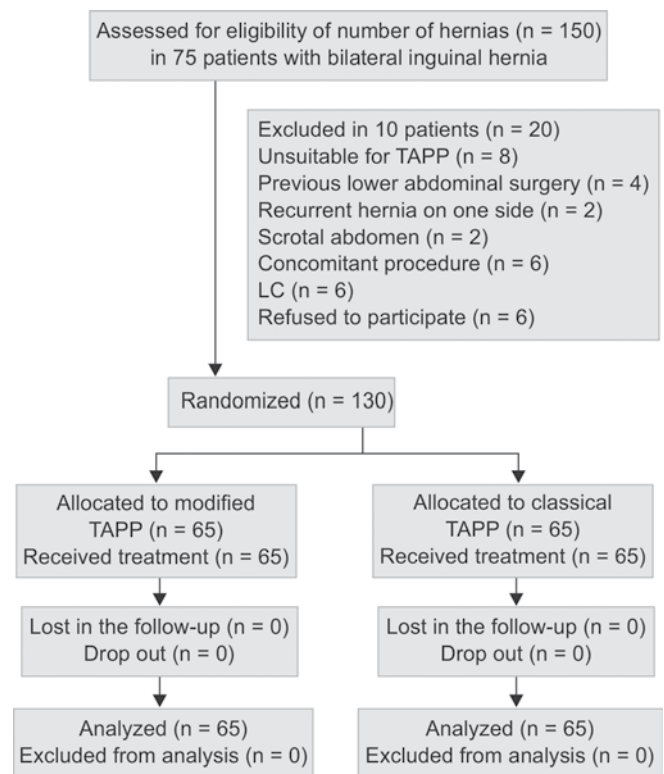 Assessed for eligibility of number of hernias (n = 150)
in 75 patients with bilateral inguinal hernia
Excluded in 10 patients (n = 20)
Unsuitable for TAPP (n = 8)
Previous lower abdominal surgery (n = 4)
Recurrent hernia on one side (n = 2)
Scrotal abdomen (n = 2)
Concomitant procedure (n = 6)
LC (n = 6)
Refused to participate (n = 6)
Randomized (n = 130)
Allocated to modified
TAPP (n = 65)
Received treatment (n = 65)
Allocated to classical
TAPP (n = 65)
Received treatment (n = 65)
Lost in the follow-up (n = 0)
Drop out (n = 0)
Lost in the follow-up (n = 0)
Drop out (n = 0)
Analyzed (n = 65)
Excluded from analysis (n = 0)
Analyzed (n = 65)
Excluded from analysis (n = 0)